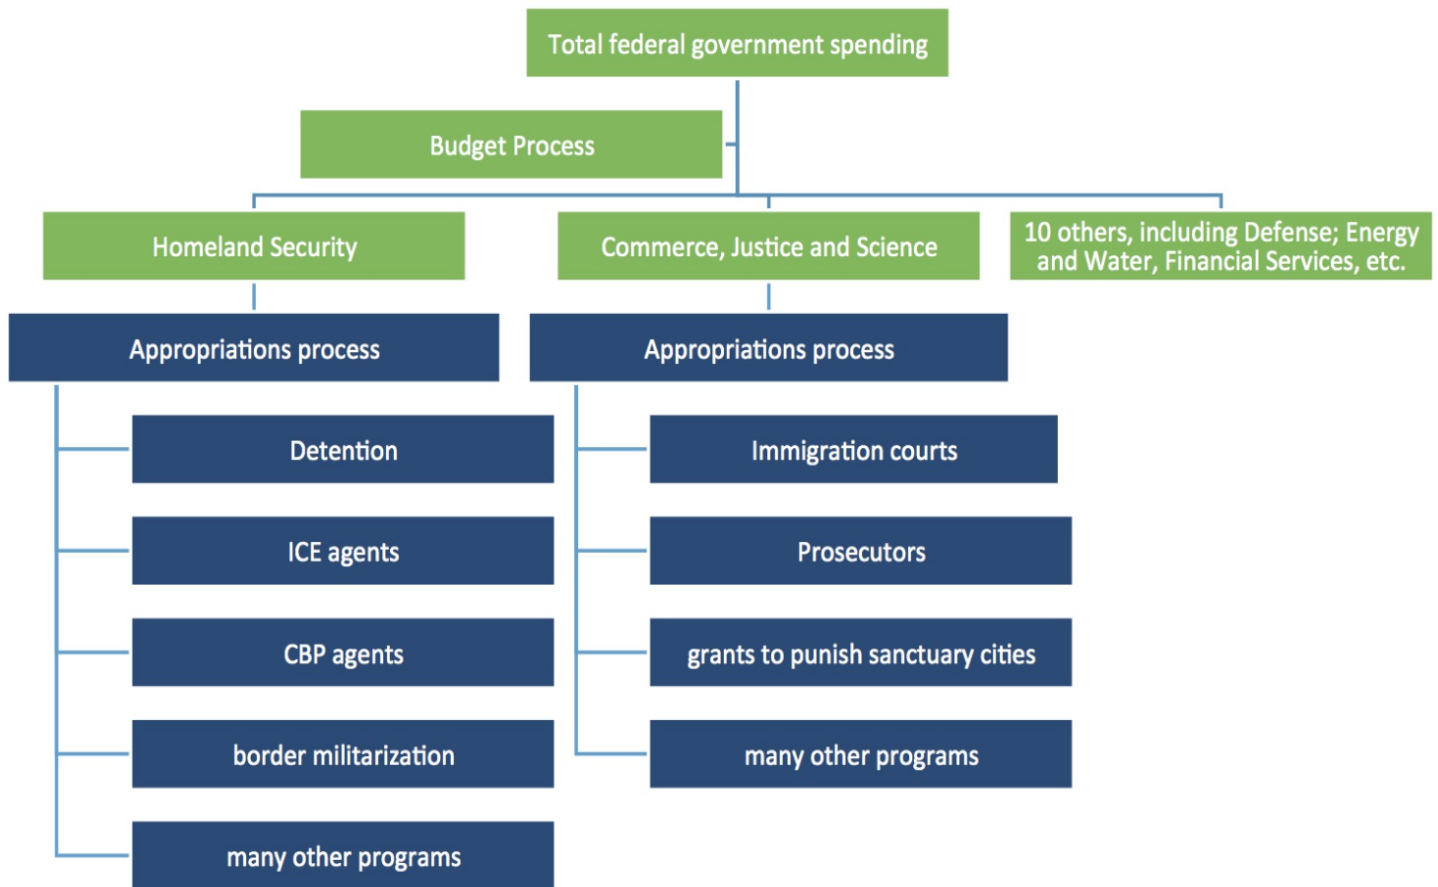 Total federal government spending
Budget Process
Homeland Security
Commerce, Justice and Science
10 others, including Defense; Energy
and Water, Financial Services, etc.
Appropriations process
Appropriations process
Detention
Immigration courts
ICE agents
Prosecutors
CBP agents
grants to punish sanctuary cities
border militarization
many other programs
many other programs